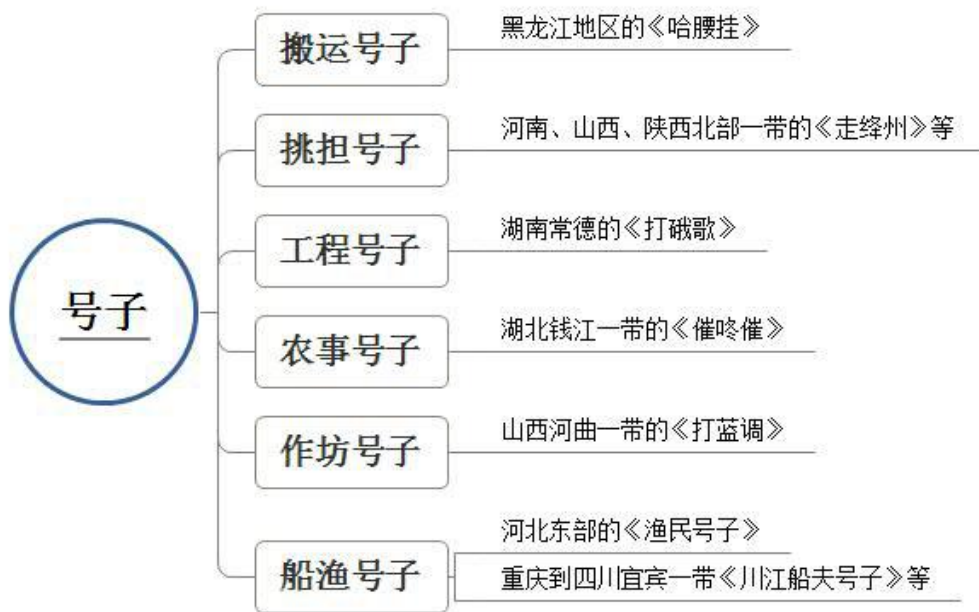 号子
搬运号子
黑龙江地区的《哈腰挂》
挑担号子
河南、山西、陕西北部一带的《走绛州》等
工程号子
湖南常德的《打硪歌》
农事号子
湖北钱江一带的《催咚催》
作坊号子
山西河曲一带的《打蓝调》
船渔号子
河北东部的《渔民号子》
重庆到四川宜宾一带《川江船夫号子》等